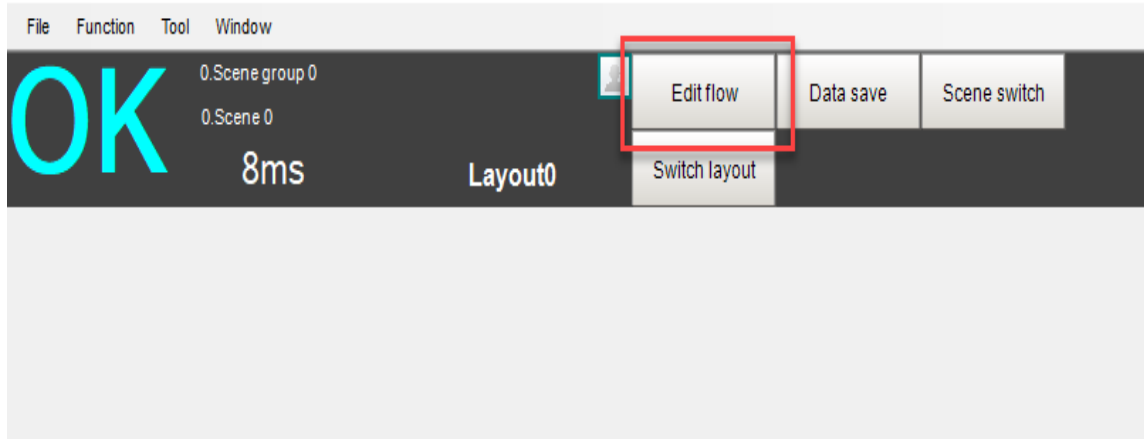 File Function Tool Window
OK
0.Scene group 0
0.Scene 0
8ms
Layout0
Edit flow Data save Scene switch
Switch layout